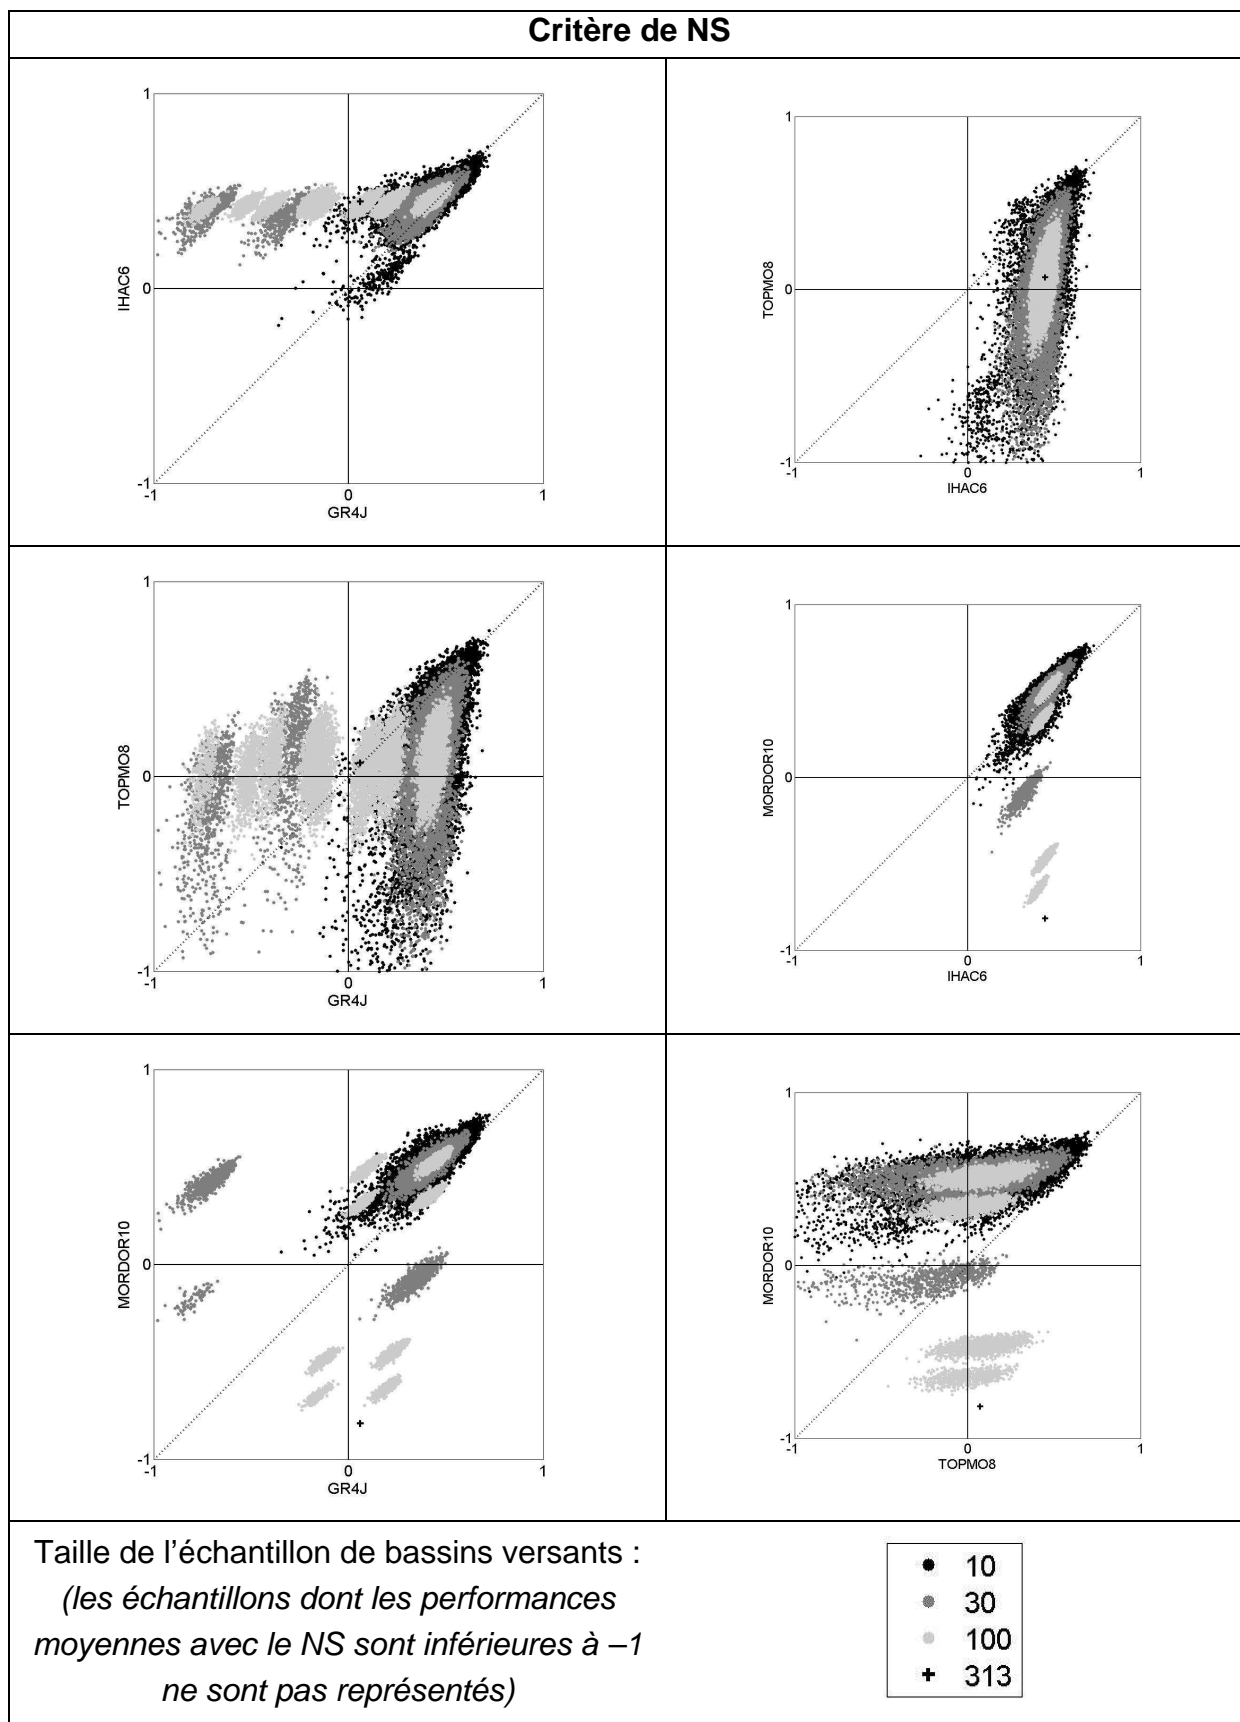 Critère de NS
1
IHAC6
0
-1
-1
0
1
GR4J
1
TOPMO8
0
-1
-1
0
1
IHAC6
1
TOPMO8
0
-1
-1
0
1
GR4J
1
MORDOR10
0
-1
-1
0
1
IHAC6
1
MORDOR10
0
-1
-1
0
1
GR4J
1
MORDOR10
0
-1
-1
0
1
TOPMO8
Taille de l’échantillon de bassins versants :
(les échantillons dont les performances
moyennes avec le NS sont inférieures à –1
ne sont pas représentés)
10
30
100
313